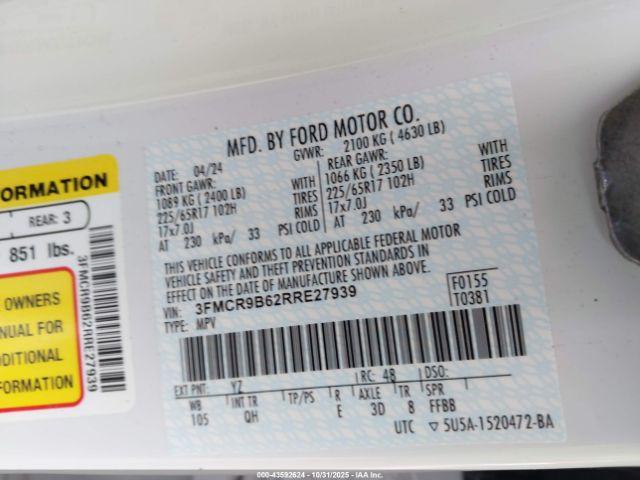 MFD. BY FORD MOTOR CO.
DATE: 04/24 GVWR: 2100 KG ( 4630 LB)
FRONT GAWR: REAR GAWR:
1089 KG ( 2400 LB) WITH 1066 KG ( 2350 LB) WITH
225/65R17 102H TIRES 225/65R17 102H TIRES
17x7.0J RIMS 17x7.0J RIMS
AT 230 kPa/ 33 PSI COLD AT 230 kPa/ 33 PSI COLD
THIS VEHICLE CONFORMS TO ALL APPLICABLE FEDERAL MOTOR
VEHICLE SAFETY AND THEFT PREVENTION STANDARDS IN
EFFECT ON THE DATE OF MANUFACTURE SHOWN ABOVE.
VIN: 3FMCR9B62RRE27939 F0155
TYPE: MPV T0381
EXT PNT: YZ RC: 48 DSO:
WB INT TR TP/PS R AXLE TR SPR
105 QH E 3D 8 FFBB
UTC ▽ 5U5A-1520472-BA
FORMATION
REAR: 3
851 lbs.
OWNERS
NUAL FOR
DDITIONAL
FORMATION
3FMCR9B62RRE27939
000-43592624 | 10/31/2025 - © COPYRIGHT IAA, LLC.